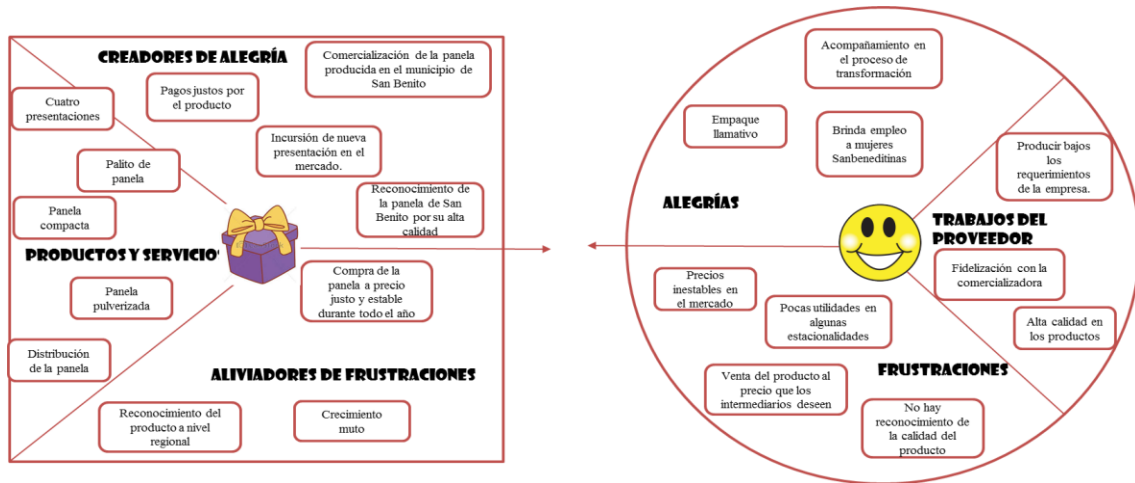 CREADORES DE ALEGRÍA
Comercialización de la panela
producida en el municipio de
San Benito
Pagos justos por
el producto
Cuatro
presentaciones
Incursión de nueva
presentación en el
mercado.
Palito de
panela
Reconocimiento de
la panela de San
Benito por su alta
calidad
Panela
compacta
PRODUCTOS Y SERVICIO
Compra de la
panela a precio
justo y estable
durante todo el año
Panela
pulverizada
Distribución
de la panela
ALIVIADORES DE FRUSTRACIONES
Reconocimiento del
producto a nivel
regional
Crecimiento
muto
Acompañamiento en
el proceso de
transformación
Empaque
llamativo
Brinda empleo
a mujeres
Sanbeneditinas
Producir bajos
los
requerimientos
de la empresa.
ALEGRÍAS
TRABAJOS DEL
PROVEEDOR
Fidelización con la
comercializadora
Precios
inestables en
el mercado
Pocas utilidades en
algunas
estacionalidades
Alta calidad en
los productos
FRUSTRACIONES
Venta del producto al
precio que los
intermediarios deseen
No hay
reconocimiento de
la calidad del
producto